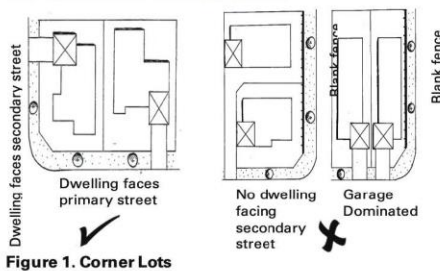 Dwelling faces secondary street
Dwelling faces
primary street
Blank fence
Blank fence
No dwelling
facing
secondary
street
Garage
Dominated
Figure 1. Corner Lots